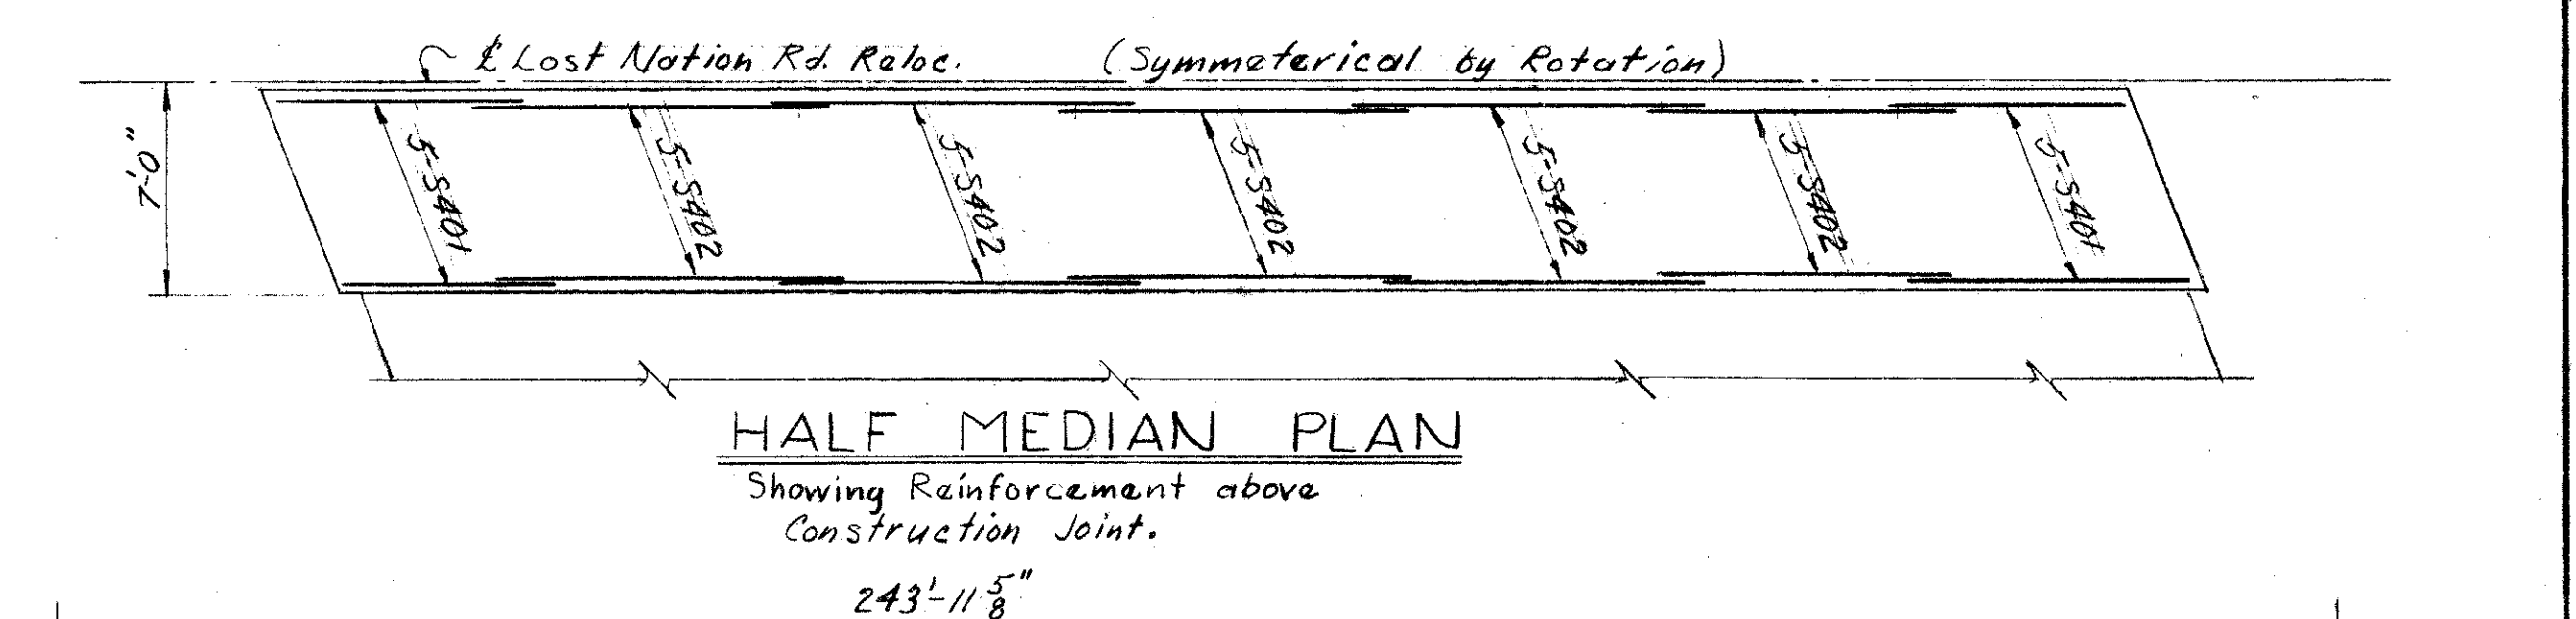 ℄ Lost Nation Rd. Reloc. (Symmeterical by Rotation)
7'-0"
5-S401
5-S402
5-S402
5-S402
5-S402
5-S402
5-S401
HALF MEDIAN PLAN
Showing Reinforcement above
Construction Joint.
243'-11 5/8"